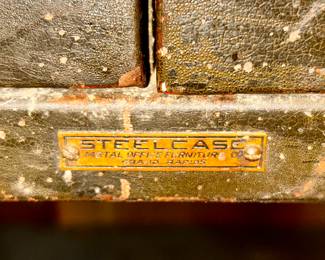 STEELCASE
METAL OFFICE FURNITURE CO
GRAND RAPIDS